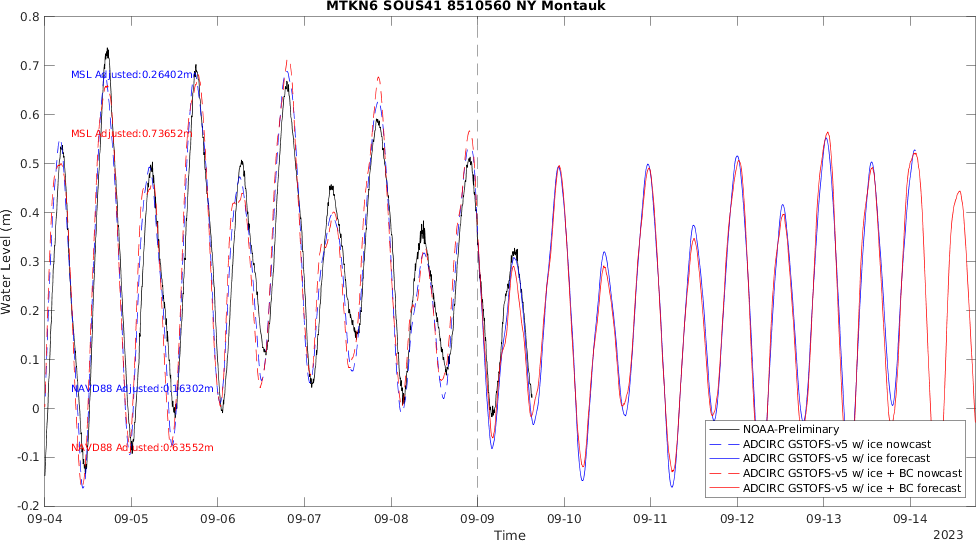 MTKN6 SOUS41 8510560 NY Montauk
0.8
0.7
0.6
0.5
0.4
0.3
0.2
0.1
0
-0.1
-0.2
Water Level (m)
MSL Adjusted:0.26402m
MSL Adjusted:0.73652m
NAVD88 Adjusted:0.16302m
NAVD88 Adjusted:0.63552m
NOAA-Preliminary
ADCIRC GSTOFS-v5 w/ ice nowcast
ADCIRC GSTOFS-v5 w/ ice forecast
ADCIRC GSTOFS-v5 w/ ice + BC nowcast
ADCIRC GSTOFS-v5 w/ ice + BC forecast
09-04 09-05 09-06 09-07 09-08 09-09 09-10 09-11 09-12 09-13 09-14
Time
2023